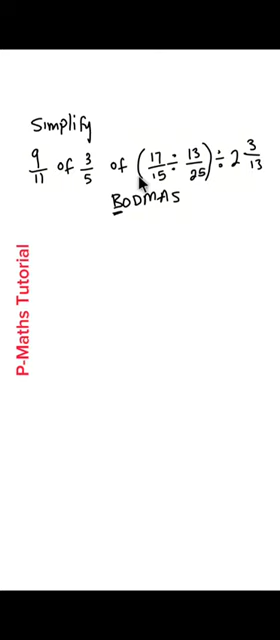 Simplify
9/11 of 3/5 of (17/15 ÷ 13/25) ÷ 2 3/13
BODMAS
P-Maths Tutorial